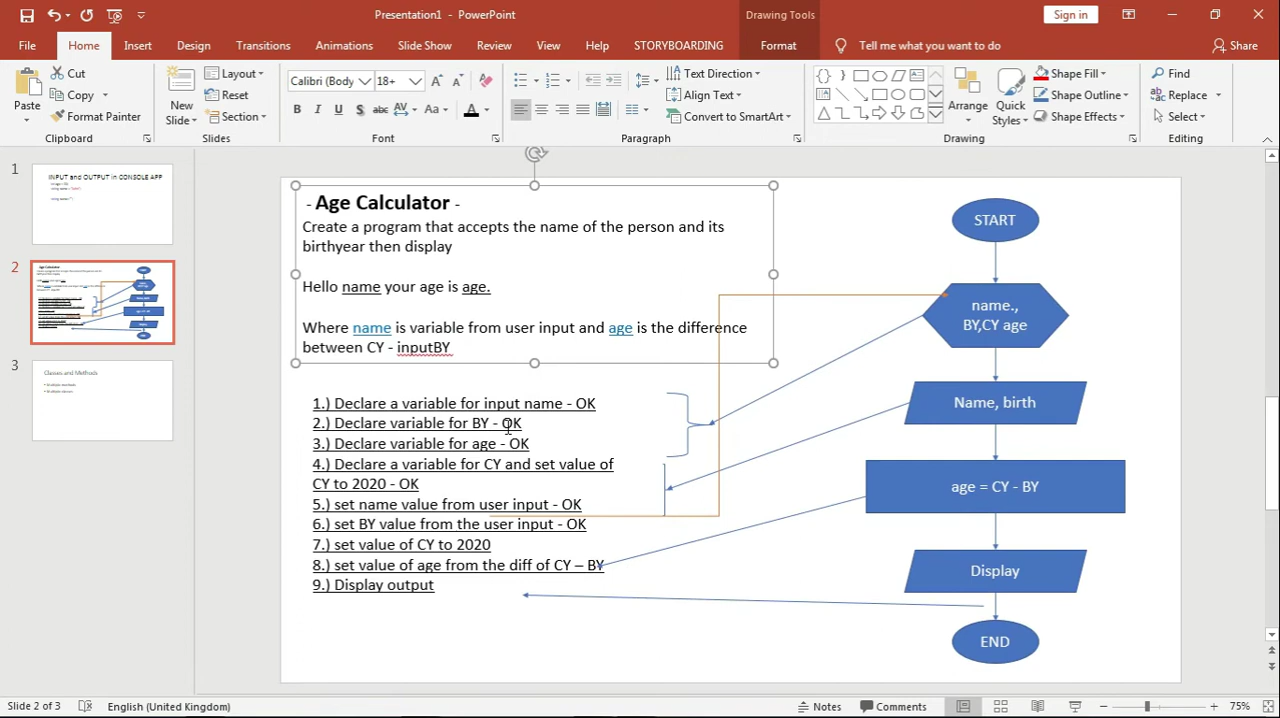 Presentation1 - PowerPoint
Drawing Tools
Sign in
File
Home
Insert
Design
Transitions
Animations
Slide Show
Review
View
Help
STORYBOARDING
Format
Tell me what you want to do
Share
Paste
Cut
Copy
Format Painter
Clipboard
New Slide
Layout
Reset
Section
Slides
Calibri (Body
18+
B I U S abc AV Aa A
Font
Text Direction
Align Text
Convert to SmartArt
Paragraph
Arrange
Quick Styles
Shape Fill
Shape Outline
Shape Effects
Drawing
Find
Replace
Select
Editing
1
INPUT and OUTPUT in CONSOLE APP
2
Age Calculator
3
Classes and Methods
- Age Calculator -
Create a program that accepts the name of the person and its
birthyear then display
Hello name your age is age.
Where name is variable from user input and age is the difference
between CY - inputBY
1.) Declare a variable for input name - OK
2.) Declare variable for BY - OK
3.) Declare variable for age - OK
4.) Declare a variable for CY and set value of
CY to 2020 - OK
5.) set name value from user input - OK
6.) set BY value from the user input - OK
7.) set value of CY to 2020
8.) set value of age from the diff of CY – BY
9.) Display output
START
name.,
BY,CY age
Name, birth
age = CY - BY
Display
END
Slide 2 of 3
English (United Kingdom)
Notes
Comments
75%